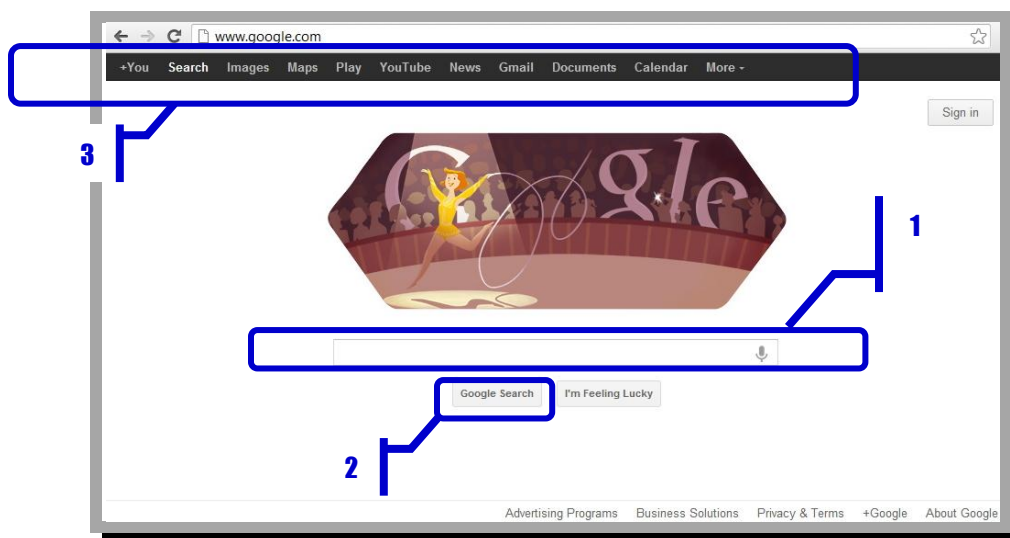 www.google.com
+You Search Images Maps Play YouTube News Gmail Documents Calendar More
Sign in
3
Google
1
Google Search I'm Feeling Lucky
2
Advertising Programs Business Solutions Privacy & Terms +Google About Google